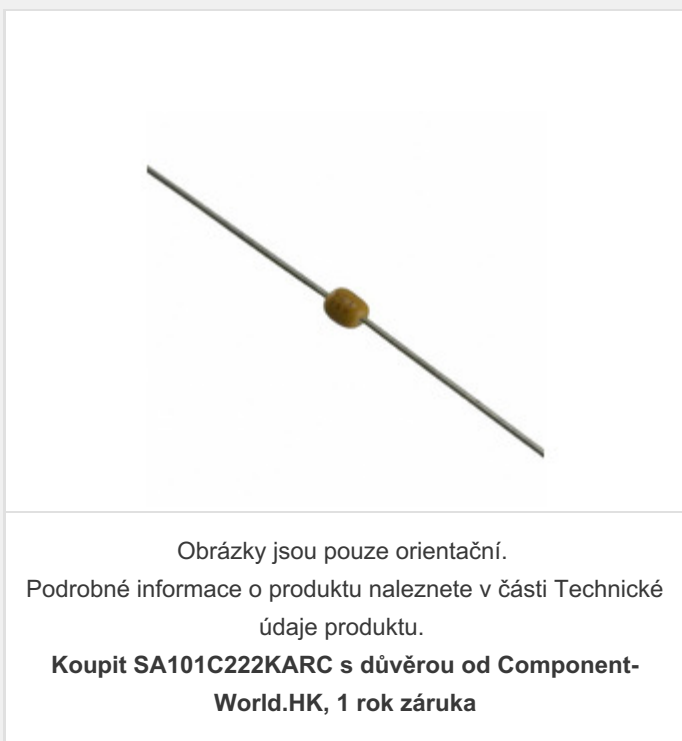 Obrázky jsou pouze orientační.
Podrobné informace o produktu naleznete v části Technické
údaje produktu.
Koupit SA101C222KARC s důvěrou od Component-
World.HK, 1 rok záruka